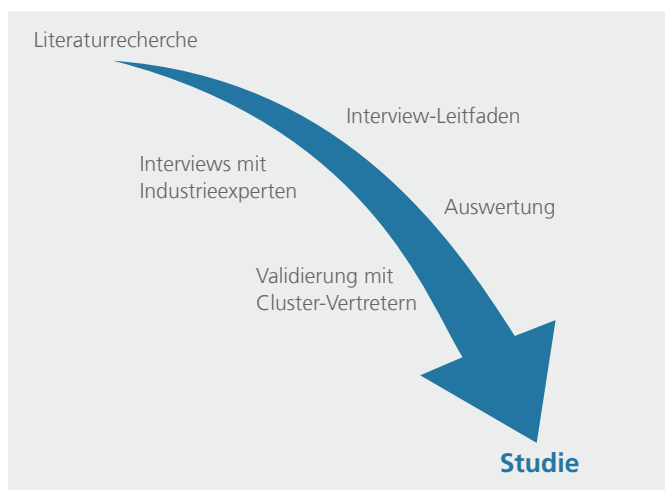 Literaturrecherche
Interview-Leitfaden
Interviews mit
Industrieexperten
Auswertung
Validierung mit
Cluster-Vertretern
Studie